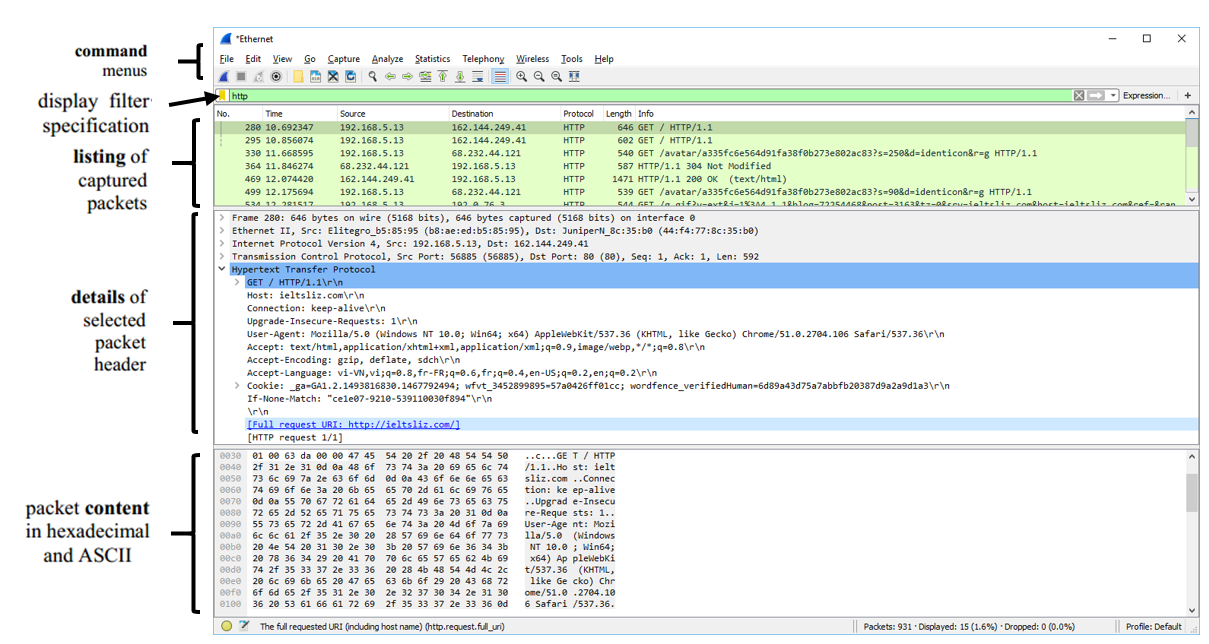 command
menus
display filter
specification
listing of
captured
packets
details of
selected
packet
header
packet content
in hexadecimal
and ASCII
*Ethernet
File Edit View Go Capture Analyze Statistics Telephony Wireless Tools Help
http Expression... +
No. Time Source Destination Protocol Length Info
280 10.692347 192.168.5.13 162.144.249.41 HTTP 646 GET / HTTP/1.1
295 10.856074 192.168.5.13 162.144.249.41 HTTP 602 GET / HTTP/1.1
330 11.668595 192.168.5.13 68.232.44.121 HTTP 540 GET /avatar/a335fc6e564d91fa38f0b273e802ac83?s=250&d=identicon&r=g HTTP/1.1
364 11.846274 68.232.44.121 192.168.5.13 HTTP 587 HTTP/1.1 304 Not Modified
469 12.074420 162.144.249.41 192.168.5.13 HTTP 1471 HTTP/1.1 200 OK (text/html)
499 12.175694 192.168.5.13 68.232.44.121 HTTP 539 GET /avatar/a335fc6e564d91fa38f0b273e802ac83?s=90&d=identicon&r=g HTTP/1.1
534 12.281517 192.168.5.13 192.0.76.3 HTTP 544 GET
> Frame 280: 646 bytes on wire (5168 bits), 646 bytes captured (5168 bits) on interface 0
> Ethernet II, Src: Elitegro_b5:85:95 (b8:ae:ed:b5:85:95), Dst: JuniperN_8c:35:b0 (44:f4:77:8c:35:b0)
> Internet Protocol Version 4, Src: 192.168.5.13, Dst: 162.144.249.41
> Transmission Control Protocol, Src Port: 56885 (56885), Dst Port: 80 (80), Seq: 1, Ack: 1, Len: 592
Hypertext Transfer Protocol
> GET / HTTP/1.1\r\n
Host: ieltsliz.com\r\n
Connection: keep-alive\r\n
Upgrade-Insecure-Requests: 1\r\n
User-Agent: Mozilla/5.0 (Windows NT 10.0; Win64; x64) AppleWebKit/537.36 (KHTML, like Gecko) Chrome/51.0.2704.106 Safari/537.36\r\n
Accept: text/html,application/xhtml+xml,application/xml;q=0.9,image/webp,*/*;q=0.8\r\n
Accept-Encoding: gzip, deflate, sdch\r\n
Accept-Language: vi-VN,vi;q=0.8,fr-FR;q=0.6,fr;q=0.4,en-US;q=0.2,en;q=0.2\r\n
> Cookie: _ga=GA1.2.1493816830.1467792494; wfvt_3452899895=57a0426ff01cc; wordfence_verifiedHuman=6d89a43d75a7abbfb20387d9a2a9d1a3\r\n
If-None-Match: "ce1e07-9210-539110030f894"\r\n
\r\n
[Full request URI: http://ieltsliz.com/]
[HTTP request 1/1]
0030 01 00 63 da 00 00 47 45 54 20 2f 20 48 54 54 50 ..c...GE T / HTTP
0040 2f 31 2e 31 0d 0a 48 6f 73 74 3a 20 69 65 6c 74 /1.1..Ho st: ielt
0050 73 6c 69 7a 2e 63 6f 6d 0d 0a 43 6f 6e 6e 65 63 sliz.com ..Connec
0060 74 69 6f 6e 3a 20 6b 65 65 70 2d 61 6c 69 76 65 tion: ke ep-alive
0070 0d 0a 55 70 67 72 61 64 65 2d 49 6e 73 65 63 75 ..Upgrad e-Insecu
0080 72 65 2d 52 65 71 75 65 73 74 73 3a 20 31 0d 0a re-Reque sts: 1..
0090 55 73 65 72 2d 41 67 65 6e 74 3a 20 4d 6f 7a 69 User-Age nt: Mozi
00a0 6c 6c 61 2f 35 2e 30 20 28 57 69 6e 64 6f 77 73 lla/5.0 (Windows
00b0 20 4e 54 20 31 30 2e 30 3b 20 57 69 6e 36 34 3b NT 10.0 ; Win64;
00c0 20 78 36 34 29 20 41 70 70 6c 65 57 65 62 4b 69 x64) Ap pleWebKi
00d0 74 2f 35 33 37 2e 33 36 20 28 4b 48 54 4d 4c 2c t/537.36 (KHTML,
00e0 20 6c 69 6b 65 20 47 65 63 6b 6f 29 20 43 68 72 like Ge cko) Chr
00f0 6f 6d 65 2f 35 31 2e 30 2e 32 37 30 34 2e 31 30 ome/51.0 .2704.10
0100 36 20 53 61 66 61 72 69 2f 35 33 37 2e 33 36 0d 6 Safari /537.36.
The full requested URI (including host name) (http.request.full_uri) Packets: 931 · Displayed: 15 (1.6%) · Dropped: 0 (0.0%) Profile: Default